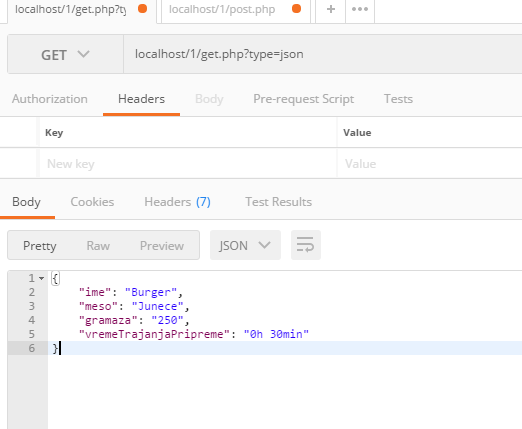 localhost/1/get.php?ty
localhost/1/post.php
GET
localhost/1/get.php?type=json
Authorization Headers Body Pre-request Script Tests
Key Value
New key Value
Body Cookies Headers (7) Test Results
Pretty Raw Preview JSON
1 {
2 "ime": "Burger",
3 "meso": "Junece",
4 "gramaza": "250",
5 "vremeTrajanjaPripreme": "0h 30min"
6 }